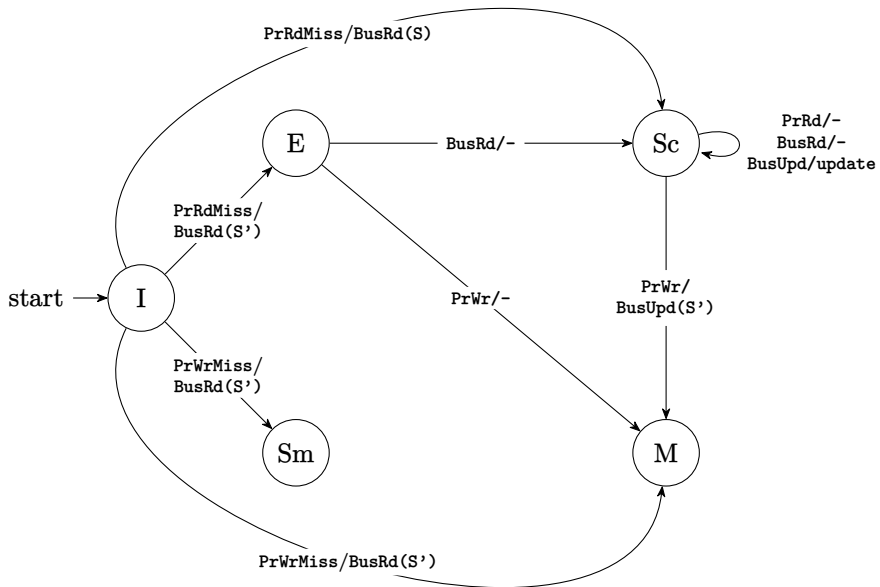 PrRdMiss/BusRd(S)
E
BusRd/-
Sc
PrRd/-
BusRd/-
BusUpd/update
PrRdMiss/
BusRd(S')
start
I
PrWr/-
PrWr/
BusUpd(S')
PrWrMiss/
BusRd(S')
Sm
M
PrWrMiss/BusRd(S')